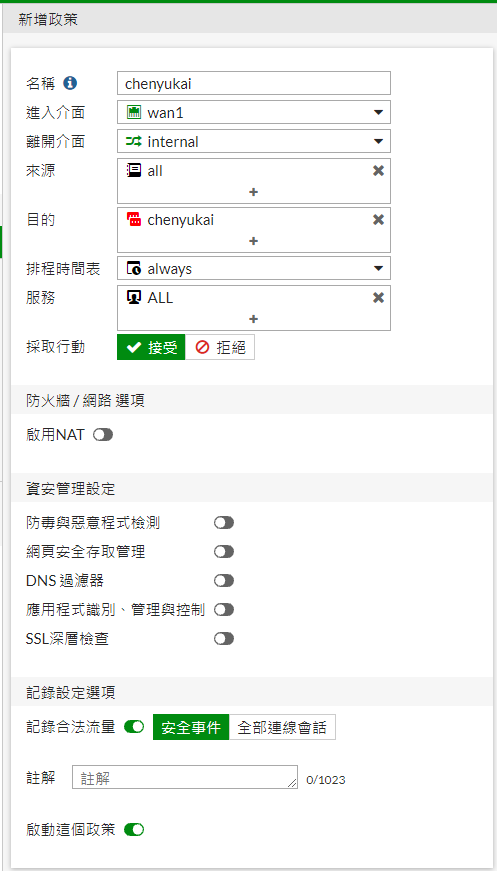 新增政策
名稱 chenyukai
進入介面 wan1
離開介面 internal
來源 all
+
目的 chenyukai
+
排程時間表 always
服務 ALL
+
採取行動 接受 拒絕
防火牆 / 網路 選項
啟用NAT
資安管理設定
防毒與惡意程式檢測
網頁安全存取管理
DNS 過濾器
應用程式識別、管理與控制
SSL深層檢查
記錄設定選項
記錄合法流量 安全事件 全部連線會話
註解 註解 0/1023
啟動這個政策